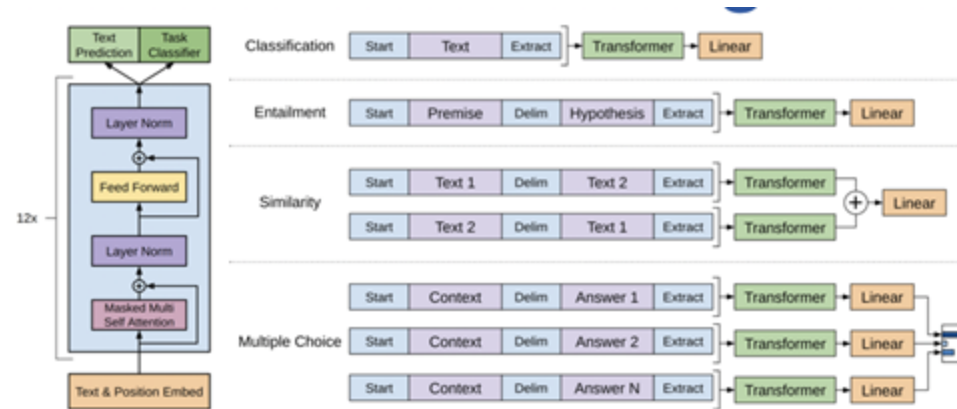 Text
Prediction
Task
Classifier
Layer Norm
Feed Forward
12x
Layer Norm
Masked Multi
Self Attention
Text & Position Embed
Classification
Start Text Extract Transformer Linear
Entailment
Start Premise Delim Hypothesis Extract Transformer Linear
Similarity
Start Text 1 Delim Text 2 Extract Transformer
+ Linear
Start Text 2 Delim Text 1 Extract Transformer
Multiple Choice
Start Context Delim Answer 1 Extract Transformer Linear
Start Context Delim Answer 2 Extract Transformer Linear
Start Context Delim Answer N Extract Transformer Linear